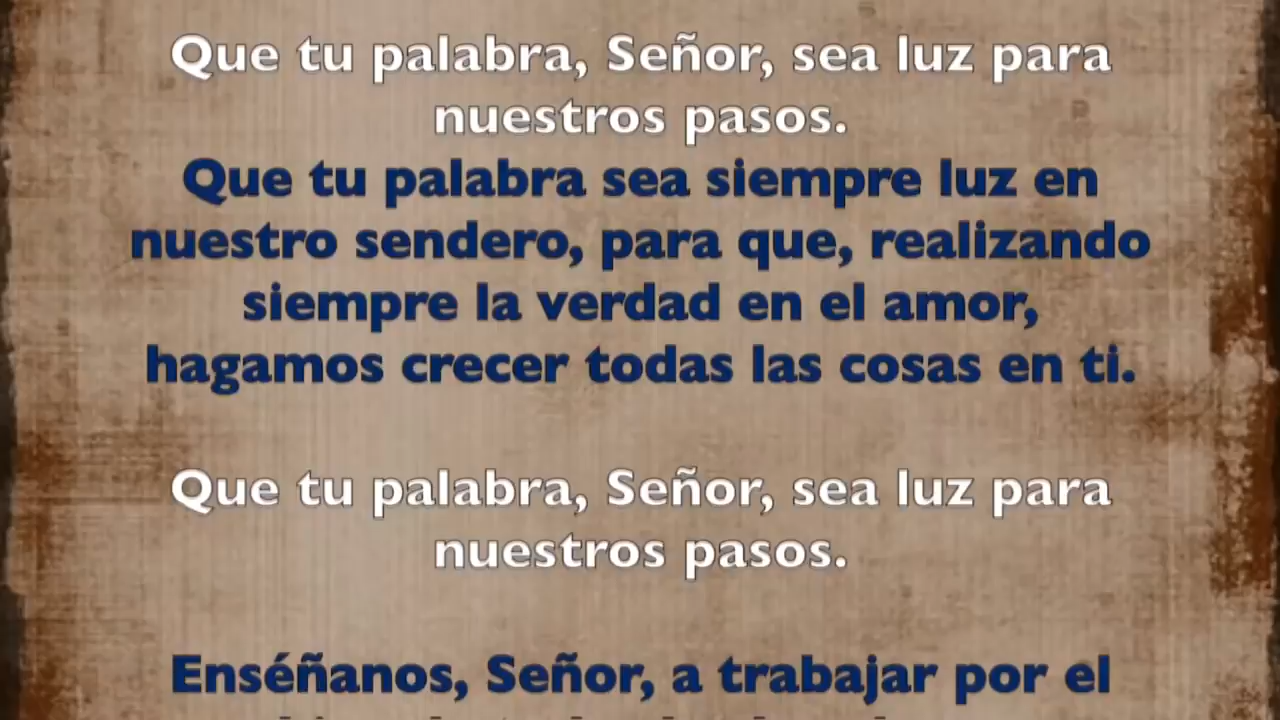 Que tu palabra, Señor, sea luz para
nuestros pasos.
Que tu palabra sea siempre luz en
nuestro sendero, para que, realizando
siempre la verdad en el amor,
hagamos crecer todas las cosas en ti.
Que tu palabra, Señor, sea luz para
nuestros pasos.
Enséñanos, Señor, a trabajar por el